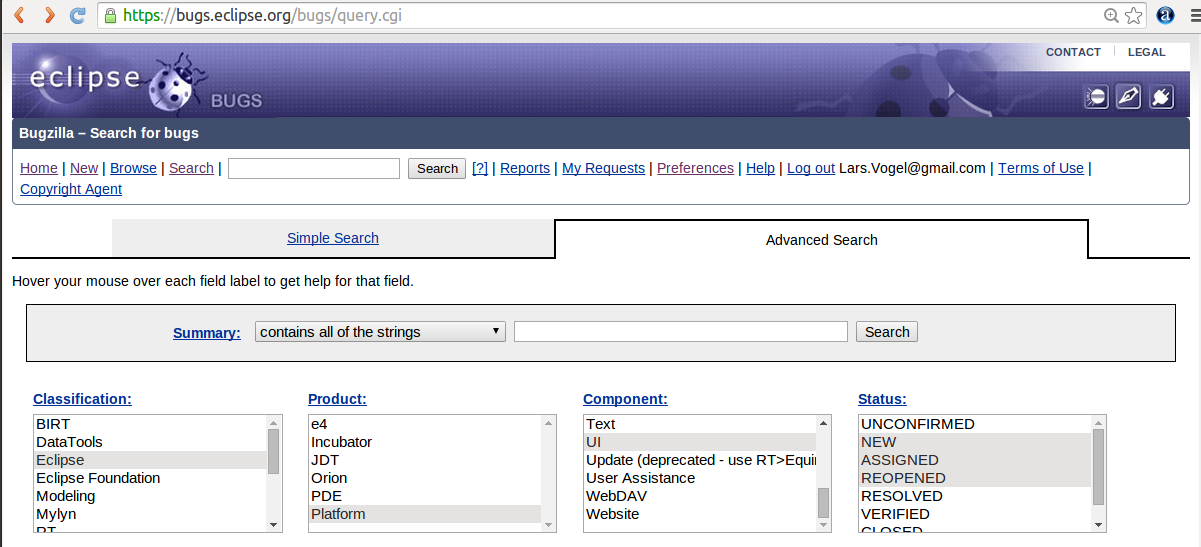 https://bugs.eclipse.org/bugs/query.cgi
CONTACT | LEGAL
eclipse BUGS
Bugzilla – Search for bugs
Home | New | Browse | Search | Search [?] | Reports | My Requests | Preferences | Help | Log out Lars.Vogel@gmail.com | Terms of Use |
Copyright Agent
Simple Search Advanced Search
Hover your mouse over each field label to get help for that field.
Summary: contains all of the strings Search
Classification: Product: Component: Status:
BIRT e4 Text UNCONFIRMED
DataTools Incubator UI NEW
Eclipse JDT Update (deprecated - use RT>Equi ASSIGNED
Eclipse Foundation Orion User Assistance REOPENED
Modeling PDE WebDAV RESOLVED
Mylyn Platform Website VERIFIED
RT CLOSED